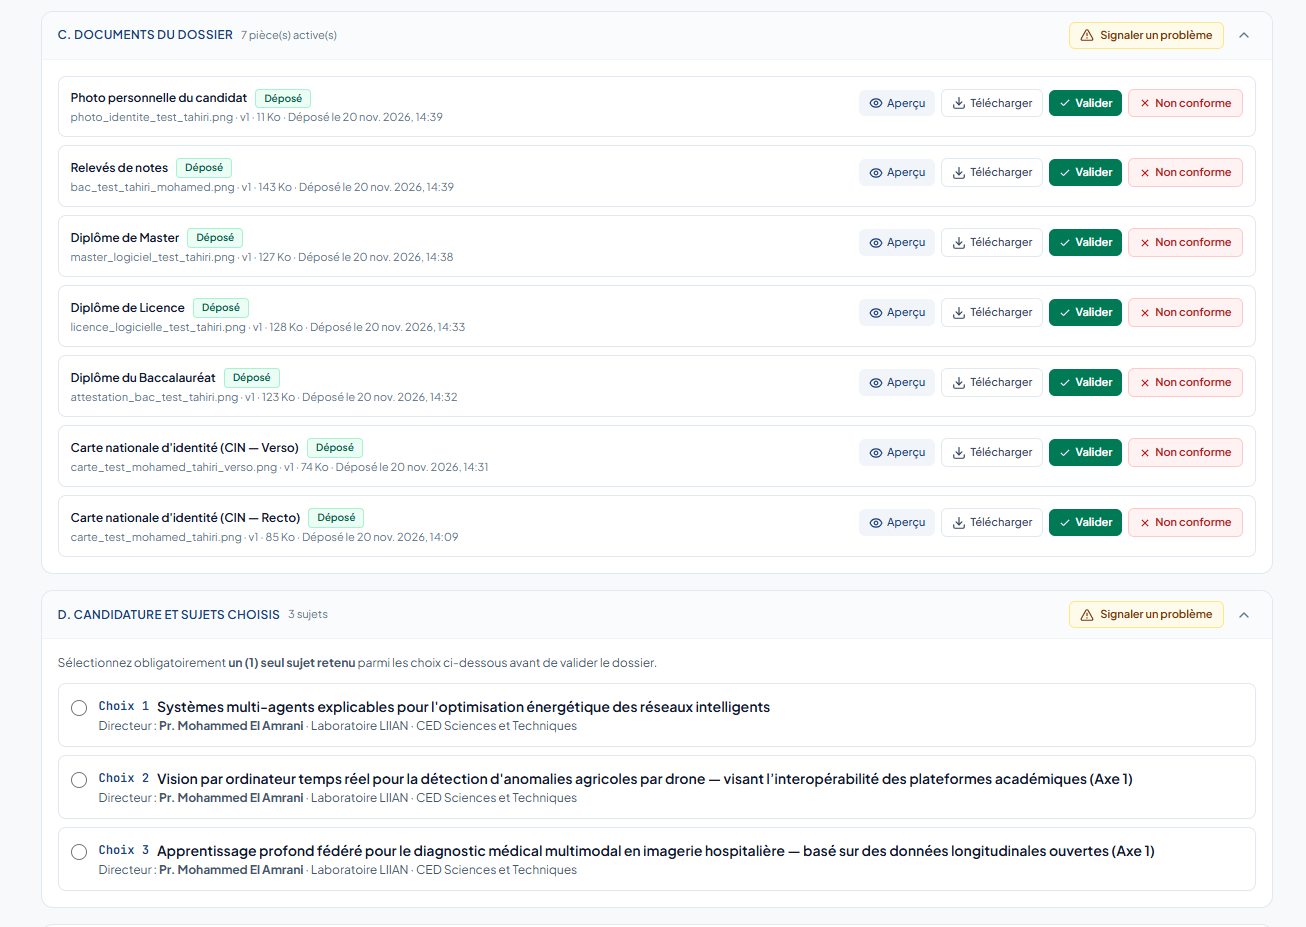 C. DOCUMENTS DU DOSSIER 7 pièce(s) active(s) Signaler un problème
Photo personnelle du candidat Déposé
photo_identite_test_tahiri.png · v1 · 11 Ko · Déposé le 20 nov. 2026, 14:39
Aperçu Télécharger Valider Non conforme
Relevés de notes Déposé
bac_test_tahiri_mohamed.png · v1 · 143 Ko · Déposé le 20 nov. 2026, 14:39
Aperçu Télécharger Valider Non conforme
Diplôme de Master Déposé
master_logiciel_test_tahiri.png · v1 · 127 Ko · Déposé le 20 nov. 2026, 14:38
Aperçu Télécharger Valider Non conforme
Diplôme de Licence Déposé
licence_logicielle_test_tahiri.png · v1 · 128 Ko · Déposé le 20 nov. 2026, 14:33
Aperçu Télécharger Valider Non conforme
Diplôme du Baccalauréat Déposé
attestation_bac_test_tahiri.png · v1 · 123 Ko · Déposé le 20 nov. 2026, 14:32
Aperçu Télécharger Valider Non conforme
Carte nationale d'identité (CIN — Verso) Déposé
carte_test_mohamed_tahiri_verso.png · v1 · 74 Ko · Déposé le 20 nov. 2026, 14:31
Aperçu Télécharger Valider Non conforme
Carte nationale d'identité (CIN — Recto) Déposé
carte_test_mohamed_tahiri.png · v1 · 85 Ko · Déposé le 20 nov. 2026, 14:09
Aperçu Télécharger Valider Non conforme
D. CANDIDATURE ET SUJETS CHOISIS 3 sujets Signaler un problème
Sélectionnez obligatoirement un (1) seul sujet retenu parmi les choix ci-dessous avant de valider le dossier.
Choix 1 Systèmes multi-agents explicables pour l'optimisation énergétique des réseaux intelligents
Directeur : Pr. Mohammed El Amrani · Laboratoire LIIAN · CED Sciences et Techniques
Choix 2 Vision par ordinateur temps réel pour la détection d'anomalies agricoles par drone — visant l’interopérabilité des plateformes académiques (Axe 1)
Directeur : Pr. Mohammed El Amrani · Laboratoire LIIAN · CED Sciences et Techniques
Choix 3 Apprentissage profond fédéré pour le diagnostic médical multimodal en imagerie hospitalière — basé sur des données longitudinales ouvertes (Axe 1)
Directeur : Pr. Mohammed El Amrani · Laboratoire LIIAN · CED Sciences et Techniques